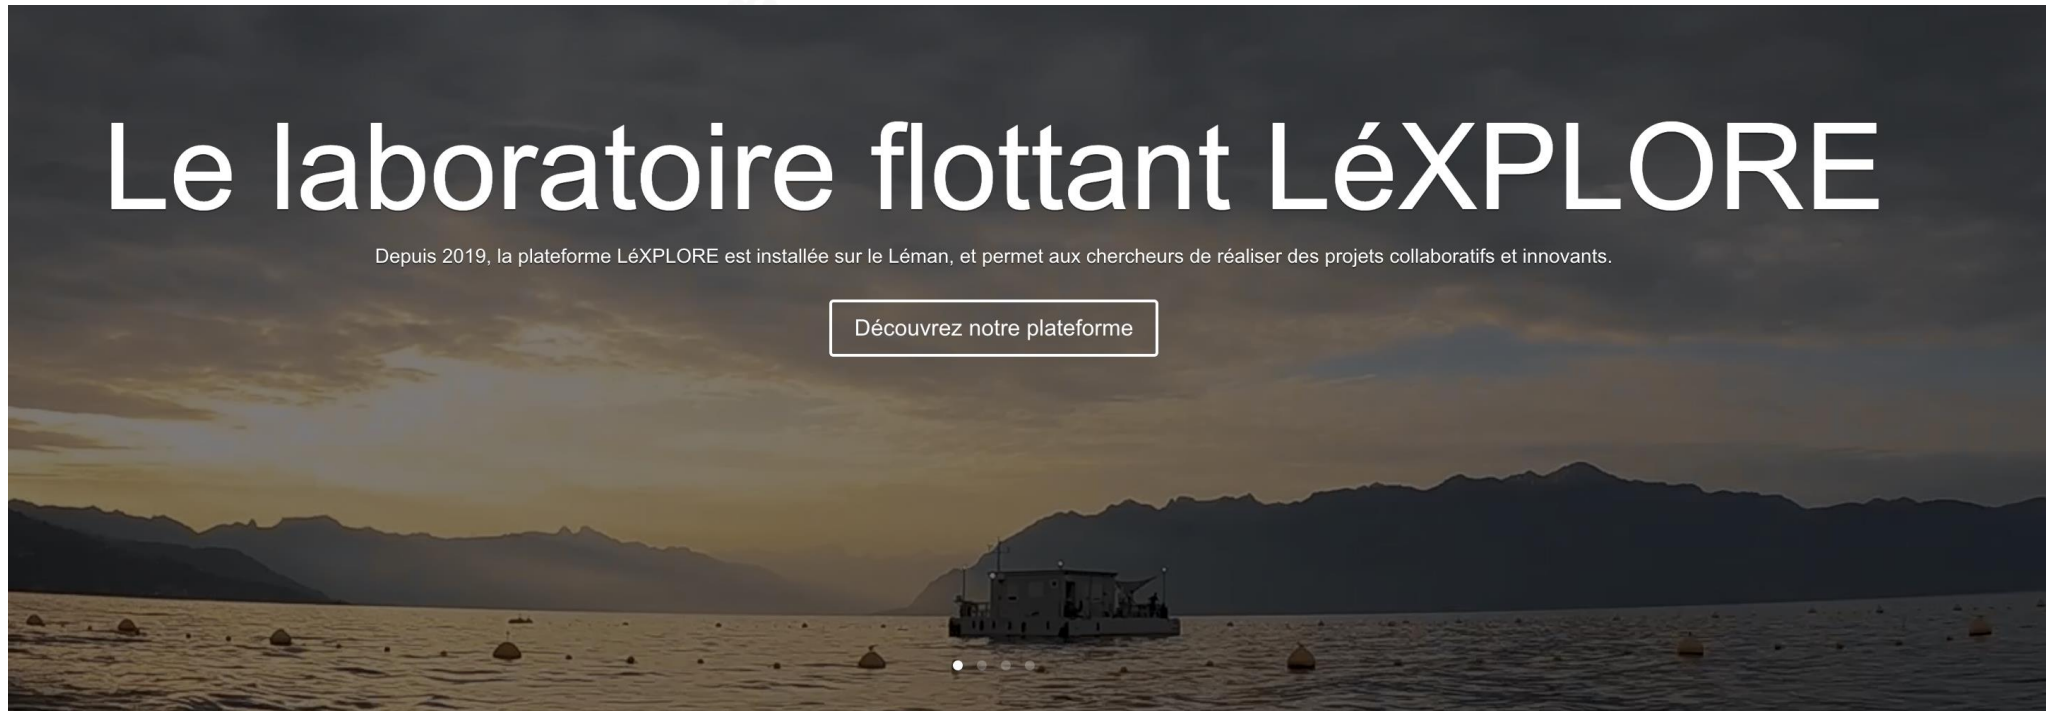 Le laboratoire flottant LéXPLORE
Depuis 2019, la plateforme LéXPLORE est installée sur le Léman, et permet aux chercheurs de réaliser des projets collaboratifs et innovants.
Découvrez notre plateforme